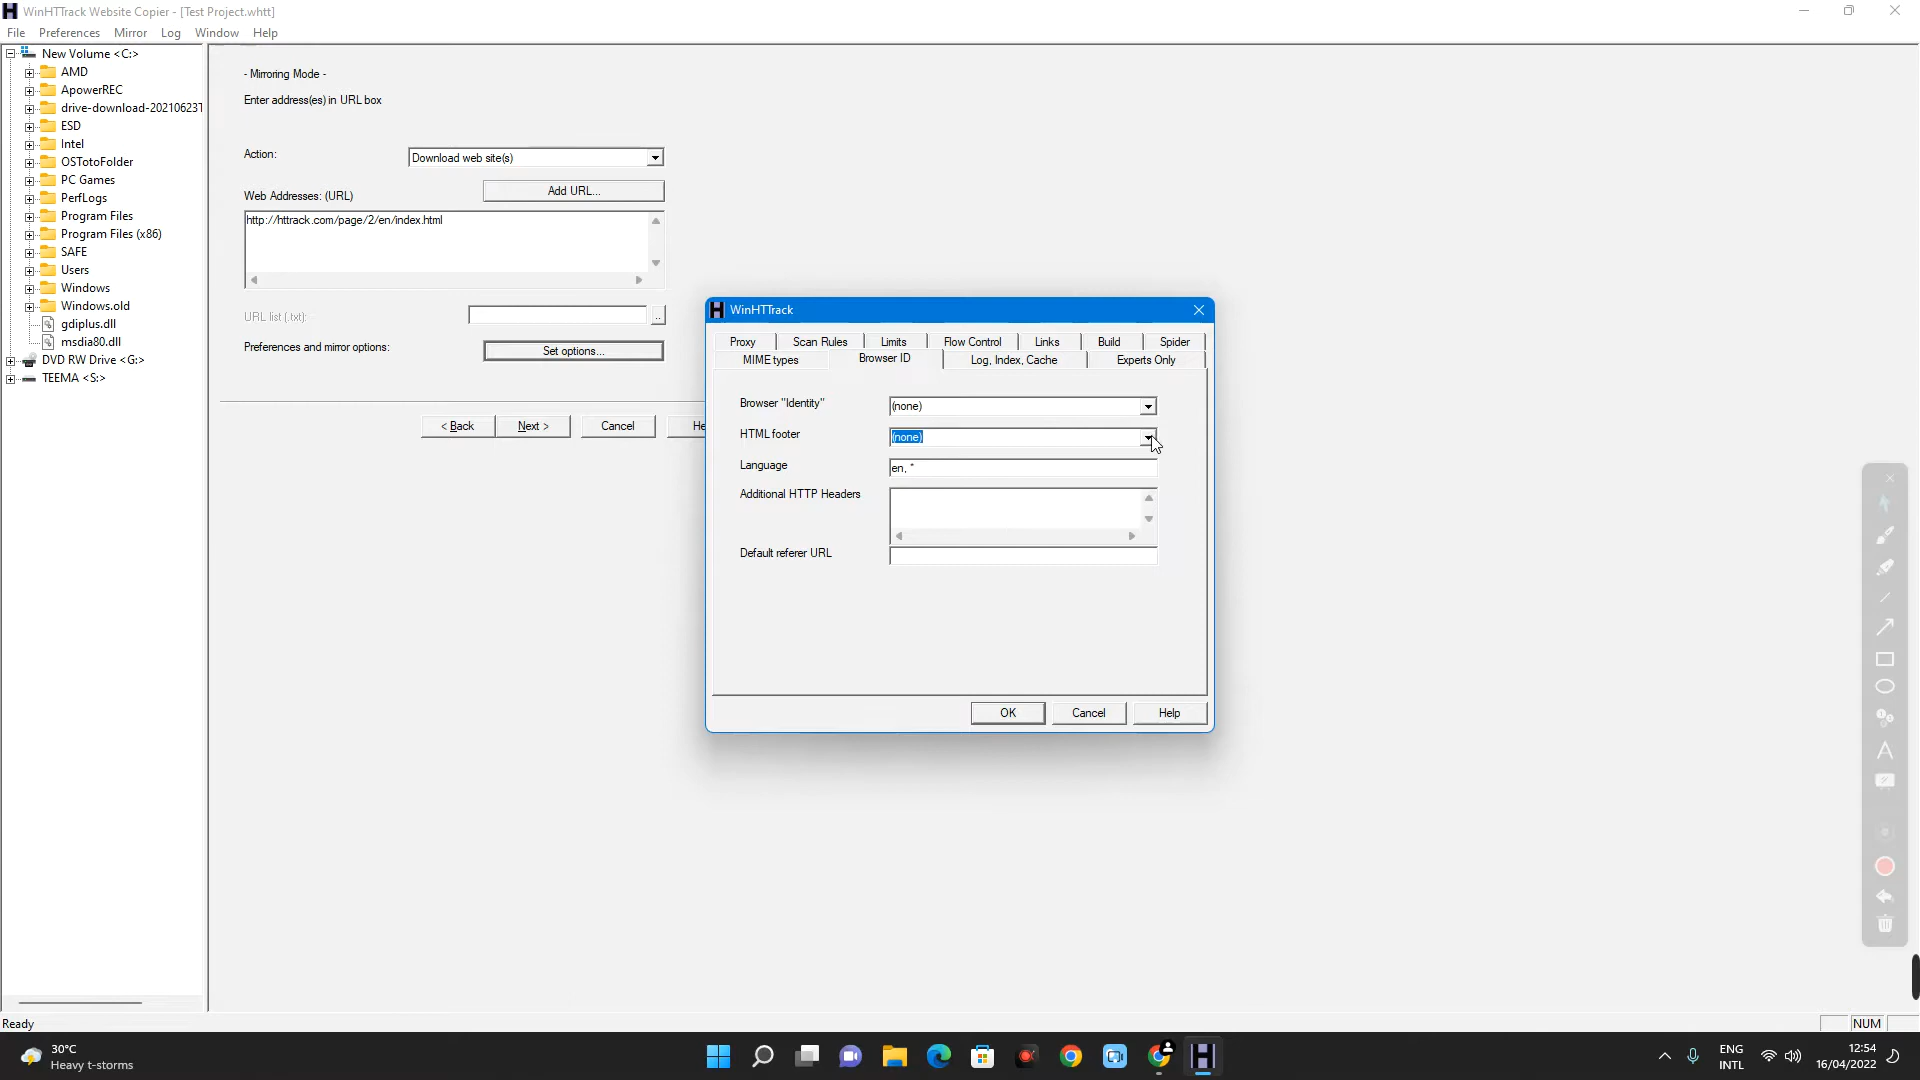 WinHTTrack Website Copier - [Test Project.whtt]
File Preferences Mirror Log Window Help
New Volume <C:>
AMD
ApowerREC
drive-download-20210623T
ESD
Intel
OSTotoFolder
PC Games
PerfLogs
Program Files
Program Files (x86)
SAFE
Users
Windows
Windows.old
gdiplus.dll
msdia80.dll
DVD RW Drive <G:>
TEEMA <S:>
- Mirroring Mode -
Enter address(es) in URL box
Action:
Download web site(s)
Web Addresses: (URL)
Add URL...
http://httrack.com/page/2/en/index.html
URL list (.txt):
..
Preferences and mirror options:
Set options...
< Back
Next >
Cancel
He
WinHTTrack
Proxy Scan Rules Limits Flow Control Links Build Spider
MIME types Browser ID Log, Index, Cache Experts Only
Browser "Identity"
(none)
HTML footer
(none)
Language
en, *
Additional HTTP Headers
Default referer URL
OK
Cancel
Help
Ready
NUM
30°C
Heavy t-storms
ENG
INTL
12:54
16/04/2022